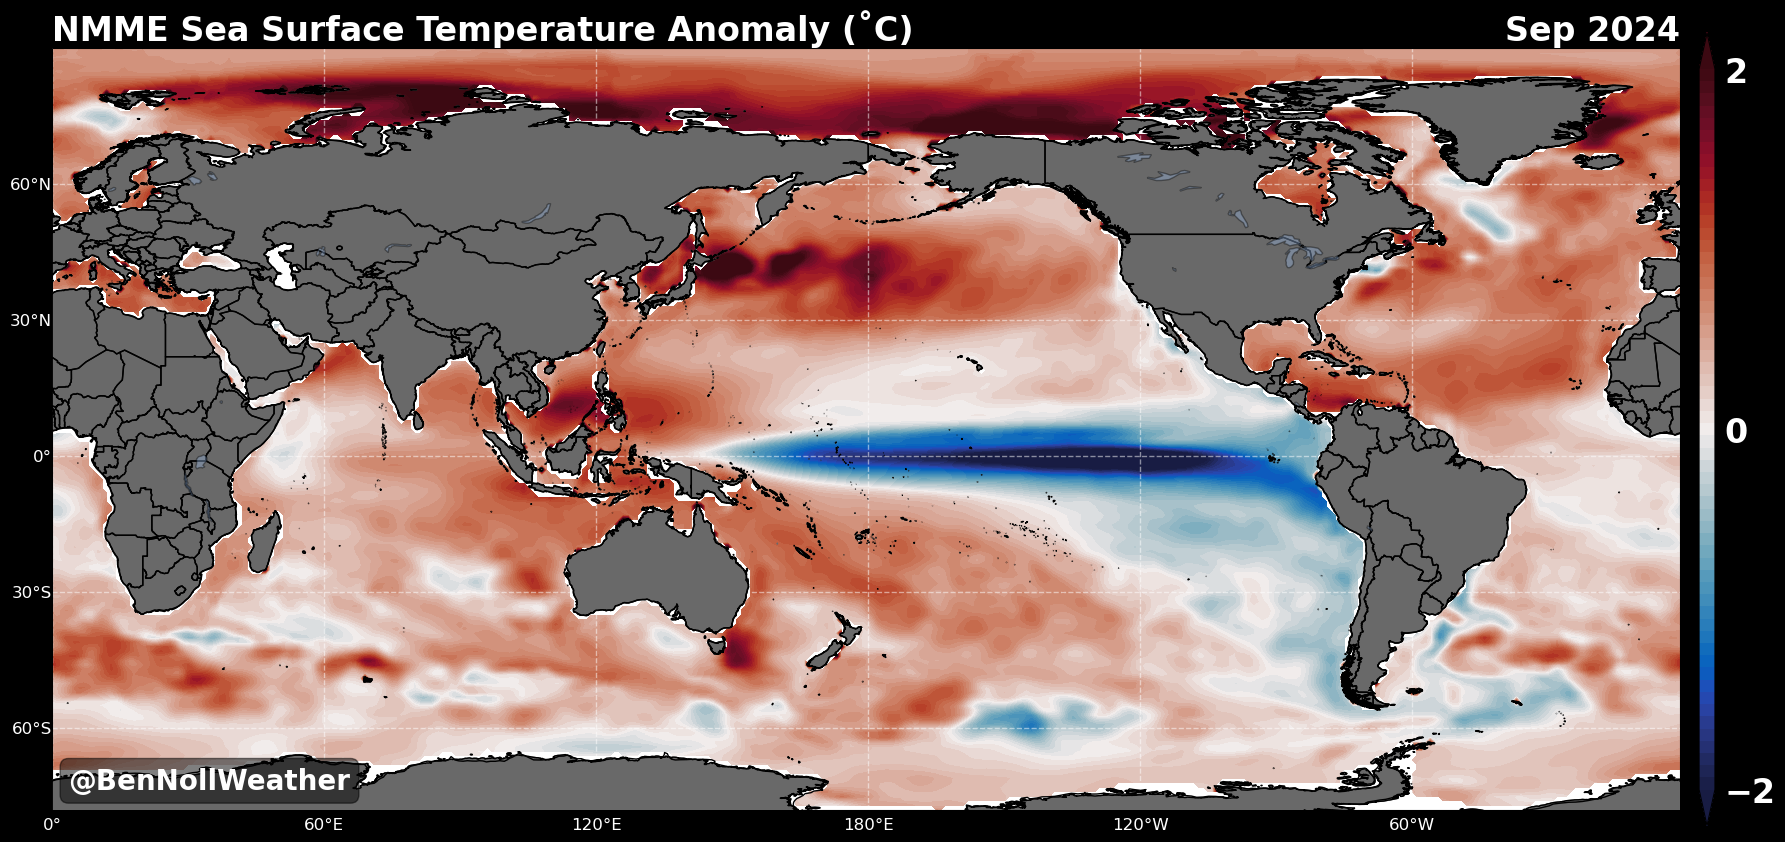 NMME Sea Surface Temperature Anomaly (˚C)
Sep 2024
2
0
−2
60°N
30°N
0°
30°S
60°S
@BenNollWeather
0°
60°E
120°E
180°E
120°W
60°W